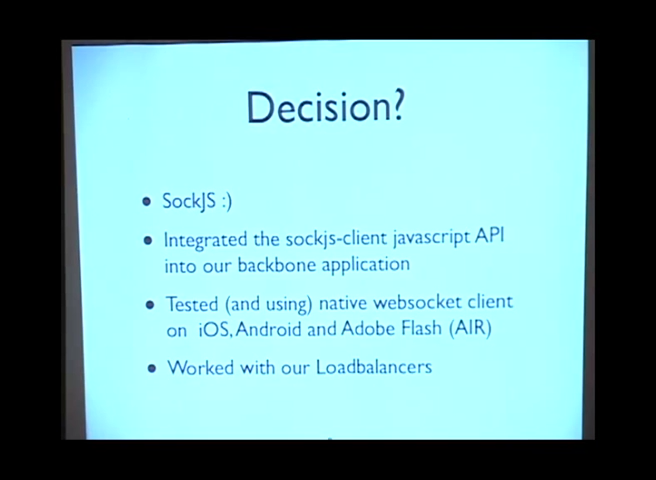 Decision?
SockJS :)
Integrated the sockjs-client javascript API
into our backbone application
Tested (and using) native websocket client
on iOS, Android and Adobe Flash (AIR)
Worked with our Loadbalancers